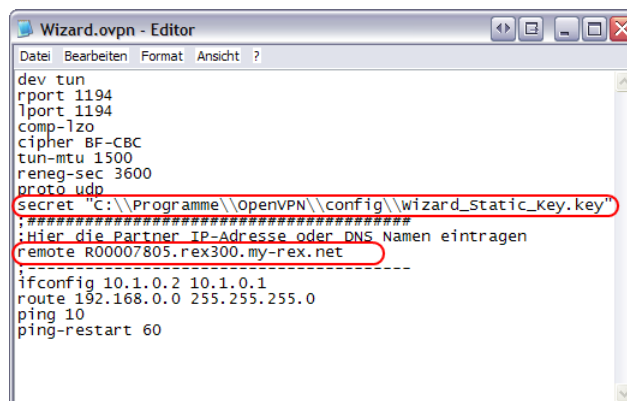 Wizard.ovpn - Editor
Datei Bearbeiten Format Ansicht ?
dev tun
rport 1194
lport 1194
comp-lzo
cipher BF-CBC
tun-mtu 1500
reneg-sec 3600
proto udp
secret "C:\\Programme\\OpenVPN\\config\\Wizard_Static_Key.key"
;########################################
;Hier die Partner IP-Adresse oder DNS Namen eintragen
remote R00007805.rex300.my-rex.net
;----------------------------------------
ifconfig 10.1.0.2 10.1.0.1
route 192.168.0.0 255.255.255.0
ping 10
ping-restart 60